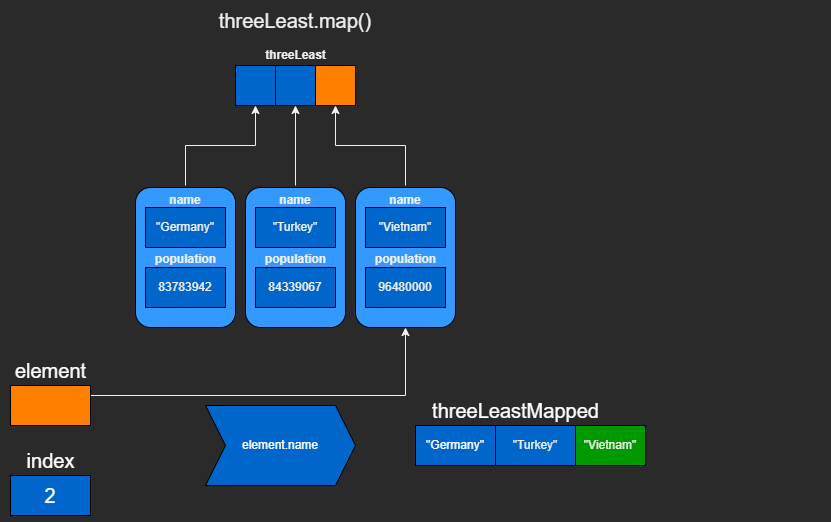 threeLeast.map()
threeLeast
name name name
"Germany" "Turkey" "Vietnam"
population population population
83783942 84339067 96480000
element
threeLeastMapped
element.name
"Germany" "Turkey" "Vietnam"
index
2